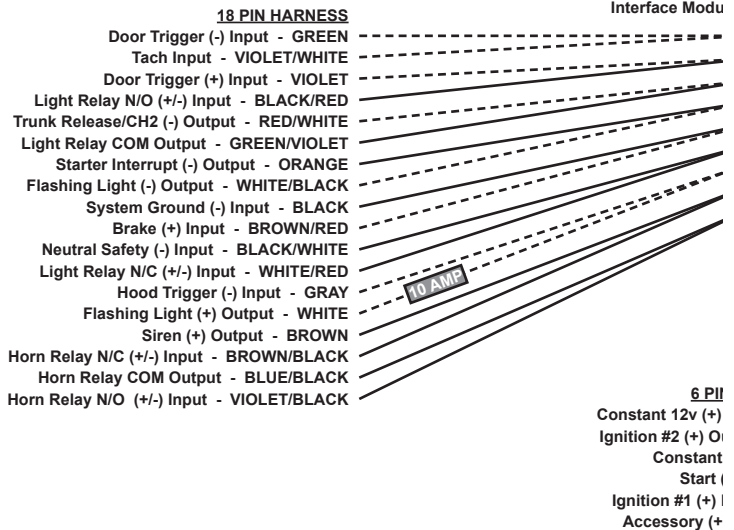 Interface Modu
18 PIN HARNESS
Door Trigger (-) Input - GREEN
Tach Input - VIOLET/WHITE
Door Trigger (+) Input - VIOLET
Light Relay N/O (+/-) Input - BLACK/RED
Trunk Release/CH2 (-) Output - RED/WHITE
Light Relay COM Output - GREEN/VIOLET
Starter Interrupt (-) Output - ORANGE
Flashing Light (-) Output - WHITE/BLACK
System Ground (-) Input - BLACK
Brake (+) Input - BROWN/RED
Neutral Safety (-) Input - BLACK/WHITE
Light Relay N/C (+/-) Input - WHITE/RED
Hood Trigger (-) Input - GRAY
Flashing Light (+) Output - WHITE
Siren (+) Output - BROWN
Horn Relay N/C (+/-) Input - BROWN/BLACK
Horn Relay COM Output - BLUE/BLACK
Horn Relay N/O (+/-) Input - VIOLET/BLACK
10 AMP
6 PI
Constant 12v (+)
Ignition #2 (+) O
Constant
Start (
Ignition #1 (+)
Accessory (+